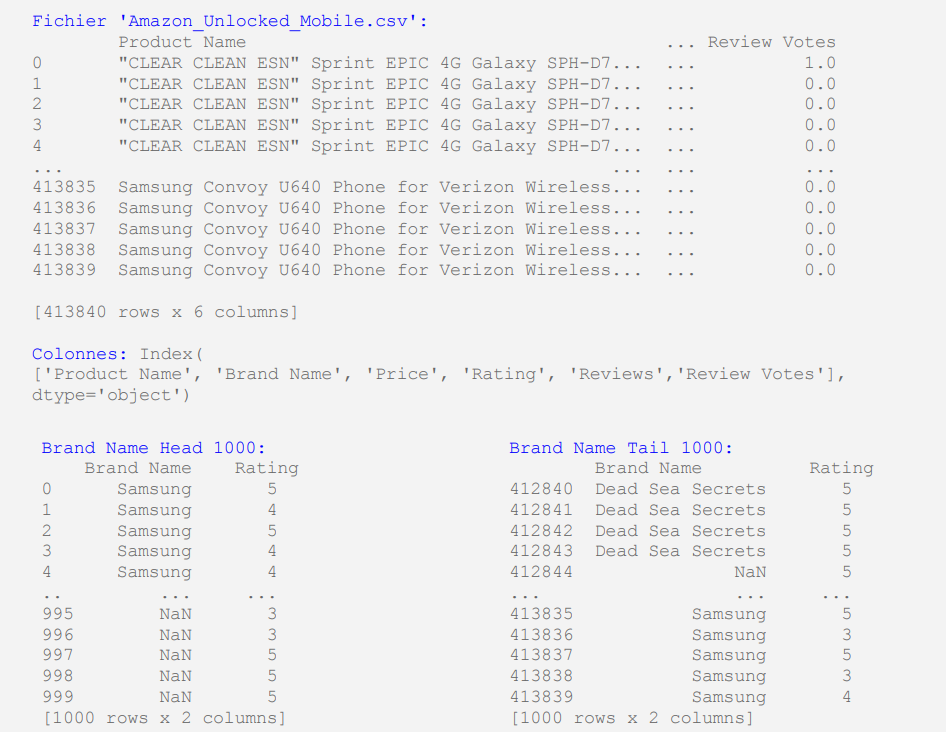 Fichier 'Amazon_Unlocked_Mobile.csv':
Product Name ... Review Votes
0 "CLEAR CLEAN ESN" Sprint EPIC 4G Galaxy SPH-D7... ... 1.0
1 "CLEAR CLEAN ESN" Sprint EPIC 4G Galaxy SPH-D7... ... 0.0
2 "CLEAR CLEAN ESN" Sprint EPIC 4G Galaxy SPH-D7... ... 0.0
3 "CLEAR CLEAN ESN" Sprint EPIC 4G Galaxy SPH-D7... ... 0.0
4 "CLEAR CLEAN ESN" Sprint EPIC 4G Galaxy SPH-D7... ... 0.0
... ... ... ...
413835 Samsung Convoy U640 Phone for Verizon Wireless... ... 0.0
413836 Samsung Convoy U640 Phone for Verizon Wireless... ... 0.0
413837 Samsung Convoy U640 Phone for Verizon Wireless... ... 0.0
413838 Samsung Convoy U640 Phone for Verizon Wireless... ... 0.0
413839 Samsung Convoy U640 Phone for Verizon Wireless... ... 0.0
[413840 rows x 6 columns]
Colonnes: Index(
['Product Name', 'Brand Name', 'Price', 'Rating', 'Reviews','Review Votes'],
dtype='object')
Brand Name Head 1000:
Brand Name Rating
0 Samsung 5
1 Samsung 4
2 Samsung 5
3 Samsung 4
4 Samsung 4
.. ... ...
995 NaN 3
996 NaN 3
997 NaN 5
998 NaN 5
999 NaN 5
[1000 rows x 2 columns]
Brand Name Tail 1000:
Brand Name Rating
412840 Dead Sea Secrets 5
412841 Dead Sea Secrets 5
412842 Dead Sea Secrets 5
412843 Dead Sea Secrets 5
412844 NaN 5
... ... ...
413835 Samsung 5
413836 Samsung 3
413837 Samsung 5
413838 Samsung 3
413839 Samsung 4
[1000 rows x 2 columns]